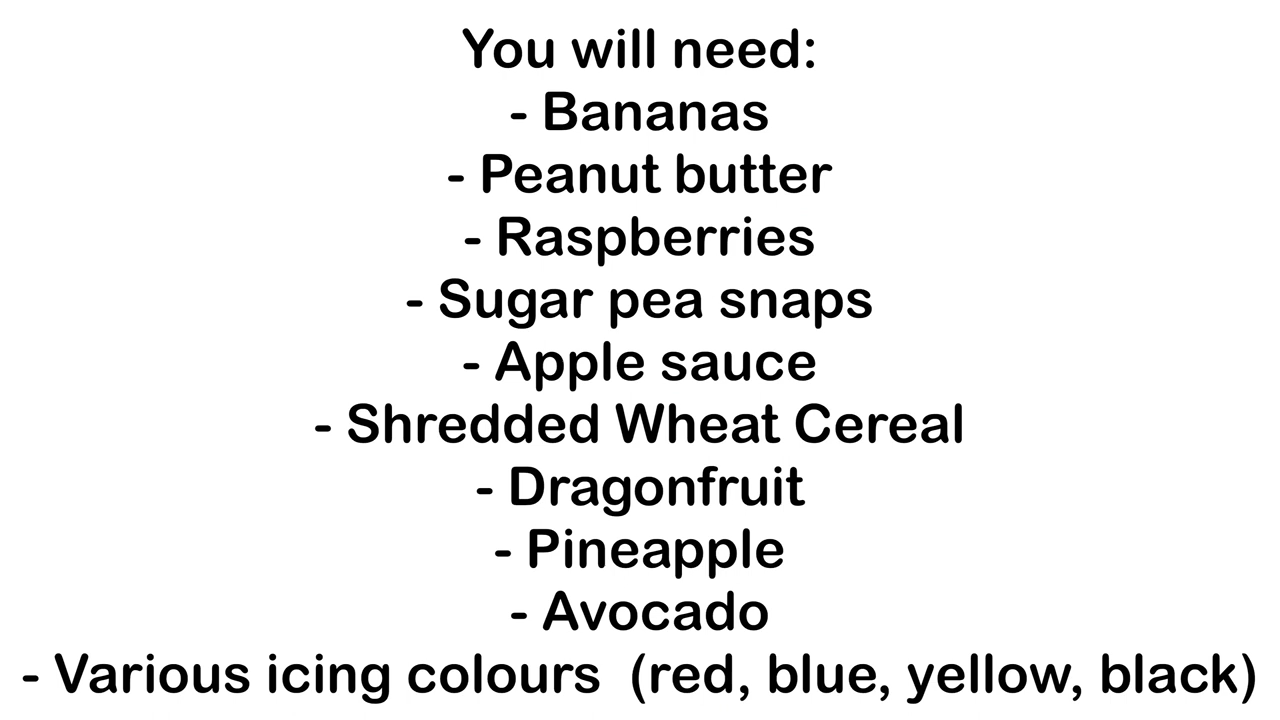 You will need:
- Bananas
- Peanut butter
- Raspberries
- Sugar pea snaps
- Apple sauce
- Shredded Wheat Cereal
- Dragonfruit
- Pineapple
- Avocado
- Various icing colours  (red, blue, yellow, black)